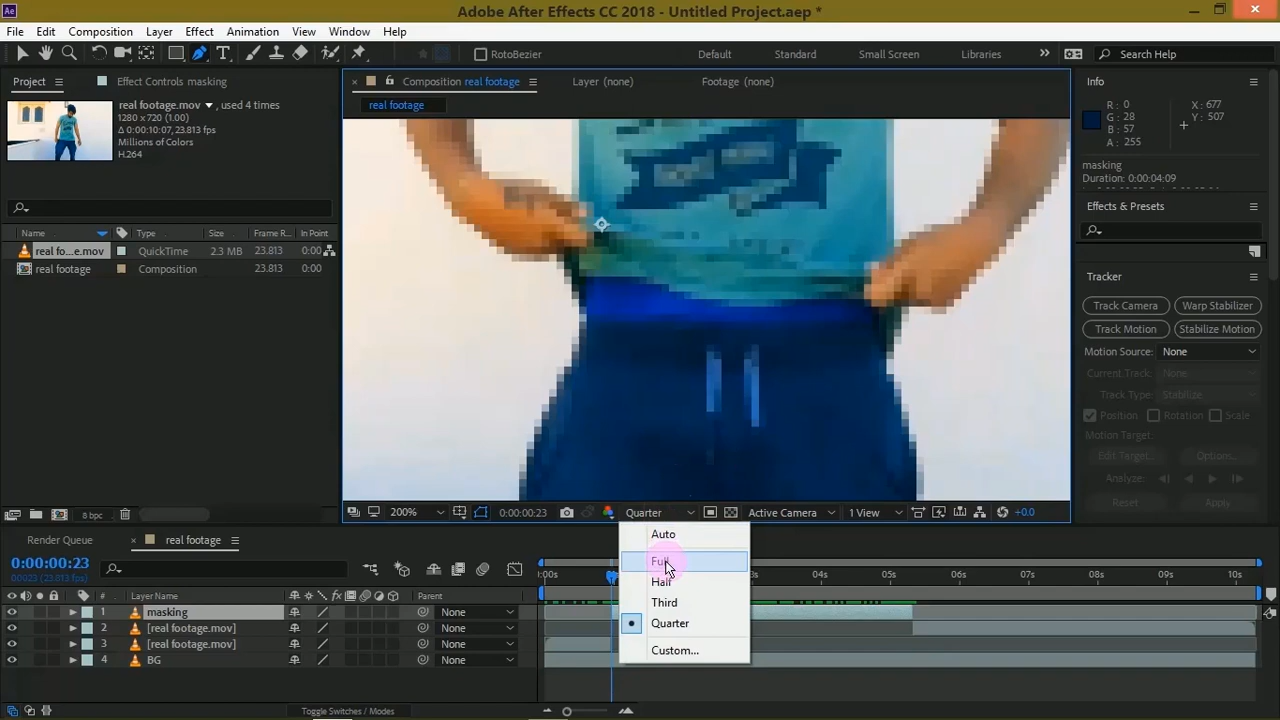 Adobe After Effects CC 2018 - Untitled Project.aep *
File Edit Composition Layer Effect Animation View Window Help
RotoBezier Default Standard Small Screen Libraries Search Help
Project Effect Controls masking Composition real footage Layer (none) Footage (none) Info
real footage
real footage.mov , used 4 times
1280 x 720 (1.00)
Δ 0:00:10:07, 23.813 fps
Millions of Colors
H.264
R : 0
G : 28
B : 57
A : 255
X : 677
Y : 507
masking
Duration: 0:00:04:09
Effects & Presets
Name Type Size Frame R... In Point
real fo...e.mov QuickTime 2.3 MB 23.813 0:00
real footage Composition 23.813 0:00
Tracker
Track Camera Warp Stabilizer
Track Motion Stabilize Motion
Motion Source: None
Current Track: None
Track Type: Stabilize
Position Rotation Scale
Motion Target:
Edit Target... Options...
Analyze:
Reset Apply
8 bpc
200% 0:00:00:23 Quarter Active Camera 1 View +0.0
Auto
Full
Half
Third
Quarter
Custom...
Render Queue real footage
0:00:00:23
00023 (23.813 fps)
:00s 3s 04s 05s 06s 07s 08s 09s 10s
# Layer Name Parent
1 masking None
2 [real footage.mov] None
3 [real footage.mov] None
4 BG None
Toggle Switches / Modes